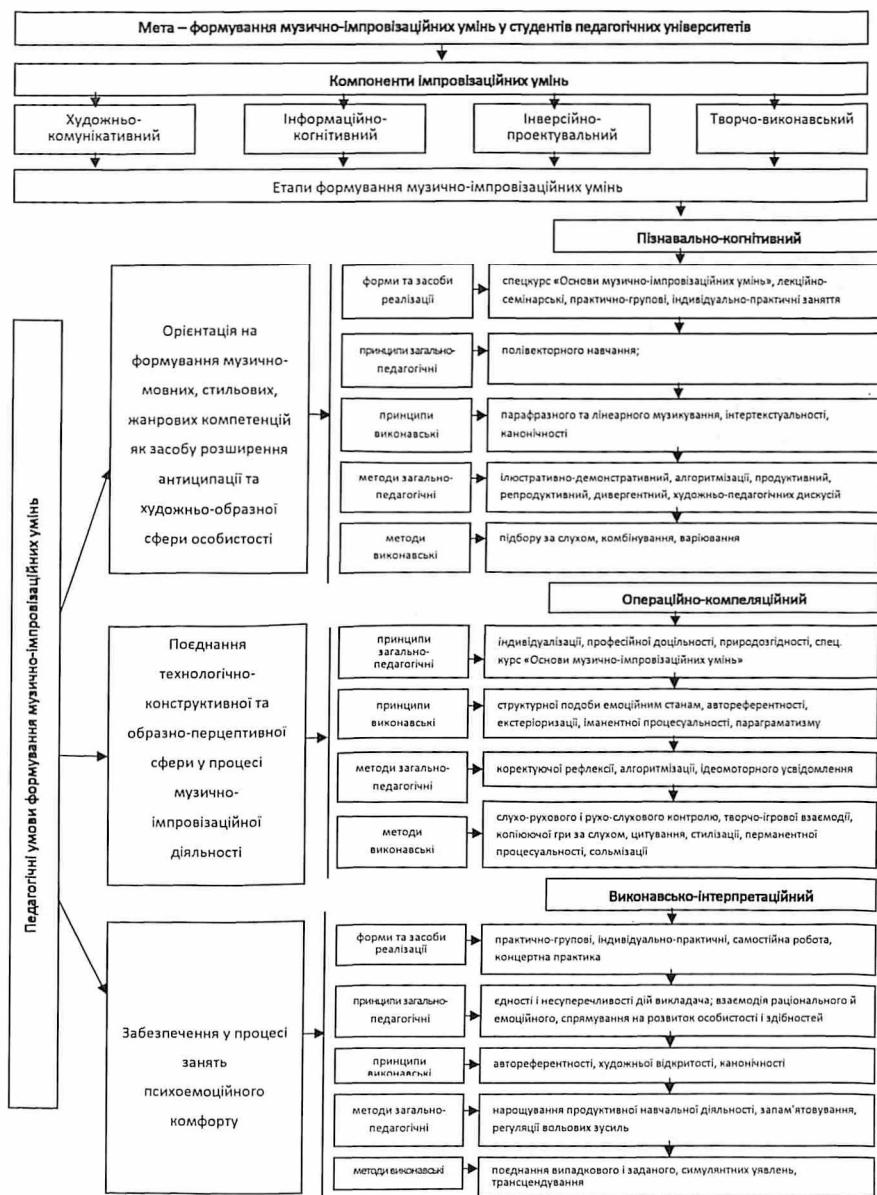 Мета – формування музично-імпровізаційних умінь у студентів педагогічних університетів
Компоненти імпровізаційних умінь
Художньо-
комунікативний
Інформаційно-
когнітивний
Інверсійно-
проектувальний
Творчо-виконавський
Етапи формування музично-імпровізаційних умінь
Педагогічні умови формування музично-імпровізаційних умінь
Пізнавально-когнітивний
Орієнтація на
формування музично-
мовних, стильових,
жанрових компетенцій
як засобу розширення
антиципації та
художньо-образної
сфери особистості
форми та засоби
реалізації
спецкурс «Основи музично-імпровізаційних умінь», лекційно-
семінарські, практично-групові, індивідуально-практичні заняття
принципи загально-
педагогічні
полівекторного навчання;
принципи
виконавські
парафразного та лінеарного музикування, інтертекстуальності,
канонічності
методи загально-
педагогічні
ілюстративно-демонстративний, алгоритмізації, продуктивний,
репродуктивний, дивергентний, художньо-педагогічних дискусій
методи
виконавські
підбору за слухом, комбінування, варіювання
Операційно-компеляційний
Поєднання
технологічно-
конструктивної та
образно-перцептивної
сфери у процесі
музично-
імпровізаційної
діяльності
принципи
загально-
педагогічні
індивідуалізації, професійної доцільності, природозгідності, спец.
курс «Основи музично-імпровізаційних умінь»
принципи
виконавські
структурної подоби емоційним станам, автореферентності,
екстеріоризації, іманентної процесуальності, параграматизму
методи загально-
педагогічні
коректуючої рефлексії, алгоритмізації, ідеомоторного усвідомлення
методи
виконавські
слухо-рухового і рухо-слухового контролю, творчо-ігрової взаємодії,
копіюючої гри за слухом, цитування, стилізації, перманентної
процесуальності, сольмізації
Виконавсько-інтерпретаційний
Забезпечення у процесі
занять
психоемоційного
комфорту
форми та засоби
реалізації
практично-групові, індивідуально-практичні, самостійна робота,
концертна практика
принципи загально-
педагогічні
єдності і несуперечливості дій викладача; взаємодія раціонального й
емоційного, спрямування на розвиток особистості і здібностей
принципи
виконавські
автореферентності, художньої відкритості, канонічності
методи загально-
педагогічні
нарощування продуктивної навчальної діяльності, запам'ятовування,
регуляції вольових зусиль
методи виконавські
поєднання випадкового і заданого, симулянтних уявлень,
трансцендування